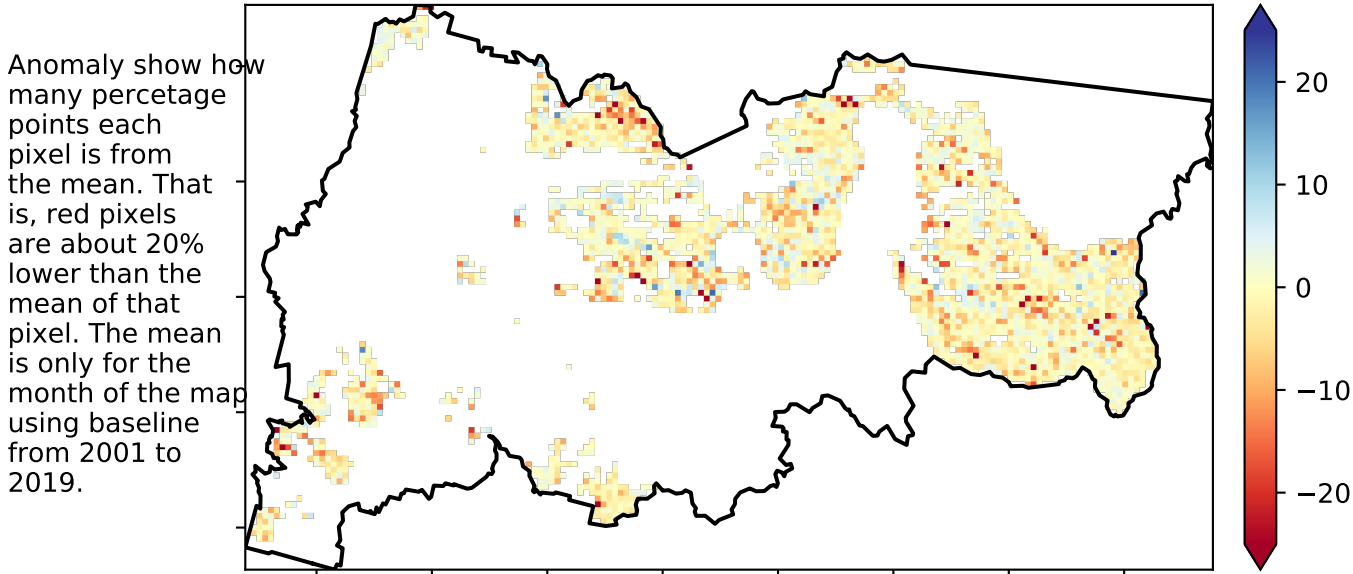 Anomaly show how
many percetage
points each
pixel is from
the mean. That
is, red pixels
are about 20%
lower than the
mean of that
pixel. The mean
is only for the
month of the map
using baseline
from 2001 to
2019.
20
10
0
−10
−20